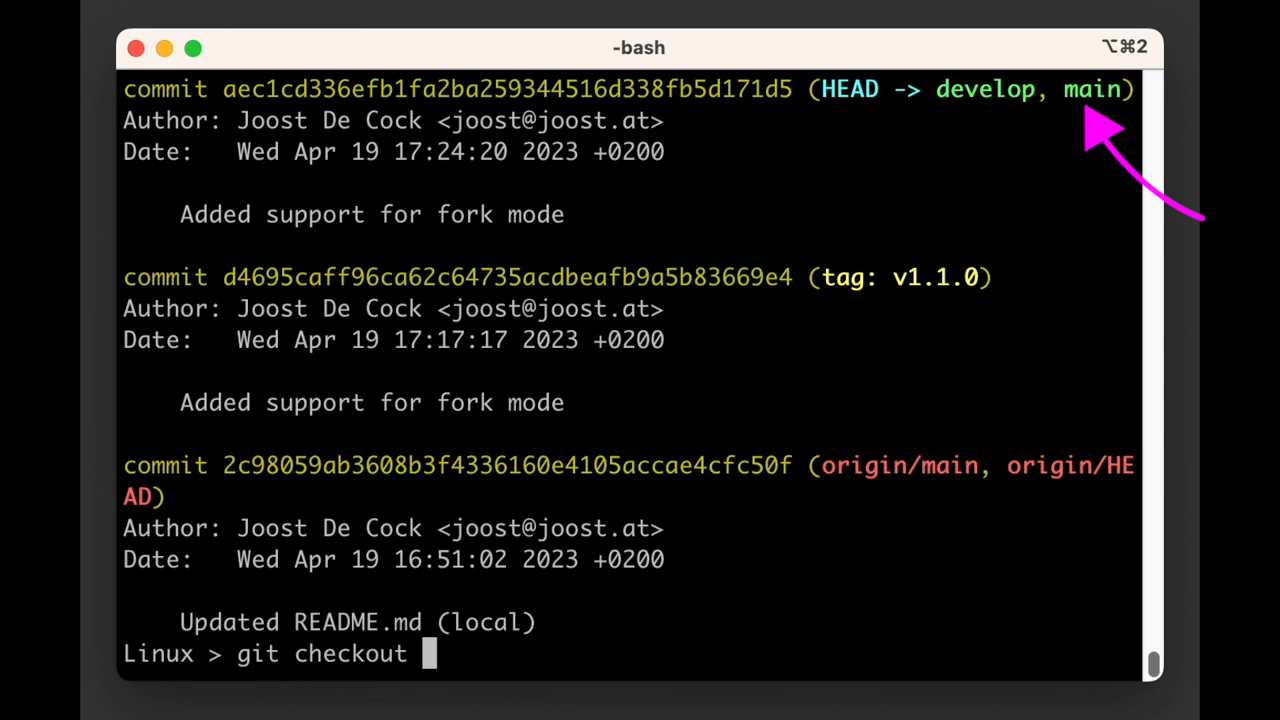 -bash
⌥⌘2
commit aec1cd336efb1fa2ba259344516d338fb5d171d5 (HEAD -> develop, main)
Author: Joost De Cock <joost@joost.at>
Date:   Wed Apr 19 17:24:20 2023 +0200
Added support for fork mode
commit d4695caff96ca62c64735acdbeafb9a5b83669e4 (tag: v1.1.0)
Author: Joost De Cock <joost@joost.at>
Date:   Wed Apr 19 17:17:17 2023 +0200
Added support for fork mode
commit 2c98059ab3608b3f4336160e4105accae4cfc50f (origin/main, origin/HE
AD)
Author: Joost De Cock <joost@joost.at>
Date:   Wed Apr 19 16:51:02 2023 +0200
Updated README.md (local)
Linux > git checkout